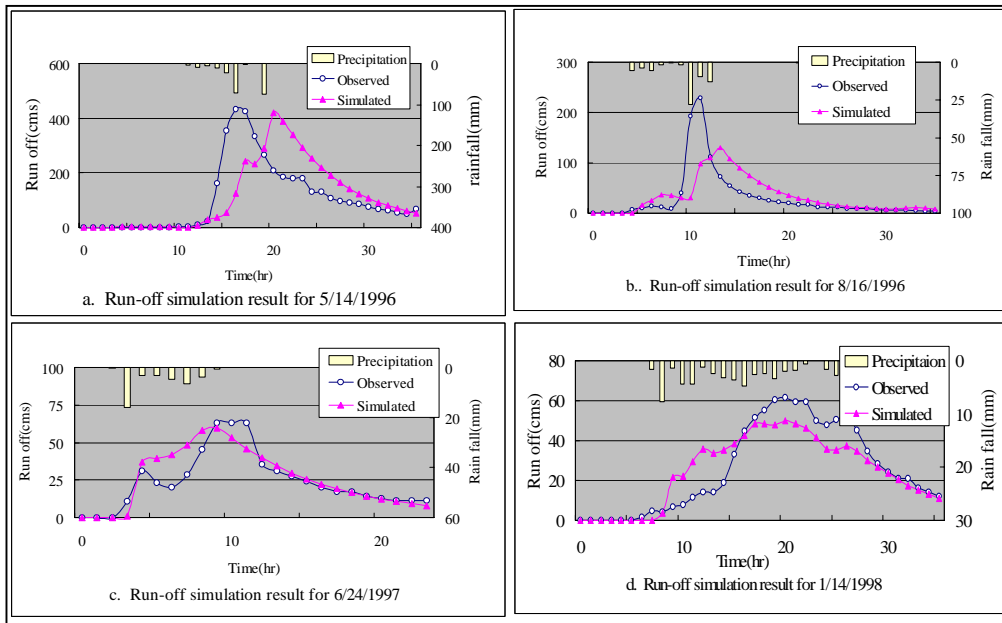 600
400
200
0
Run off(cms)
0
100
200
300
400
rainfall(mm)
0
10
20
30
Time(hr)
Precipitation
Observed
Simulated
a. Run-off simulation result for 5/14/1996
300
200
100
0
Run off(cms)
0
25
50
75
100
Rain fall(mm)
0
10
20
30
Time(hr)
Precipitation
Observed
Simulated
b.. Run-off simulation result for 8/16/1996
100
75
50
25
0
Run off(cms)
0
20
40
60
Rain fall(mm)
0
10
20
Time(hr)
Precipitation
Observed
Simulated
c. Run-off simulation result for 6/24/1997
80
60
40
20
0
Run off(cms)
0
10
20
30
Rain fall(mm)
0
10
20
30
Time(hr)
Precipitaion
Observed
Simulated
d. Run-off simulation result for 1/14/1998